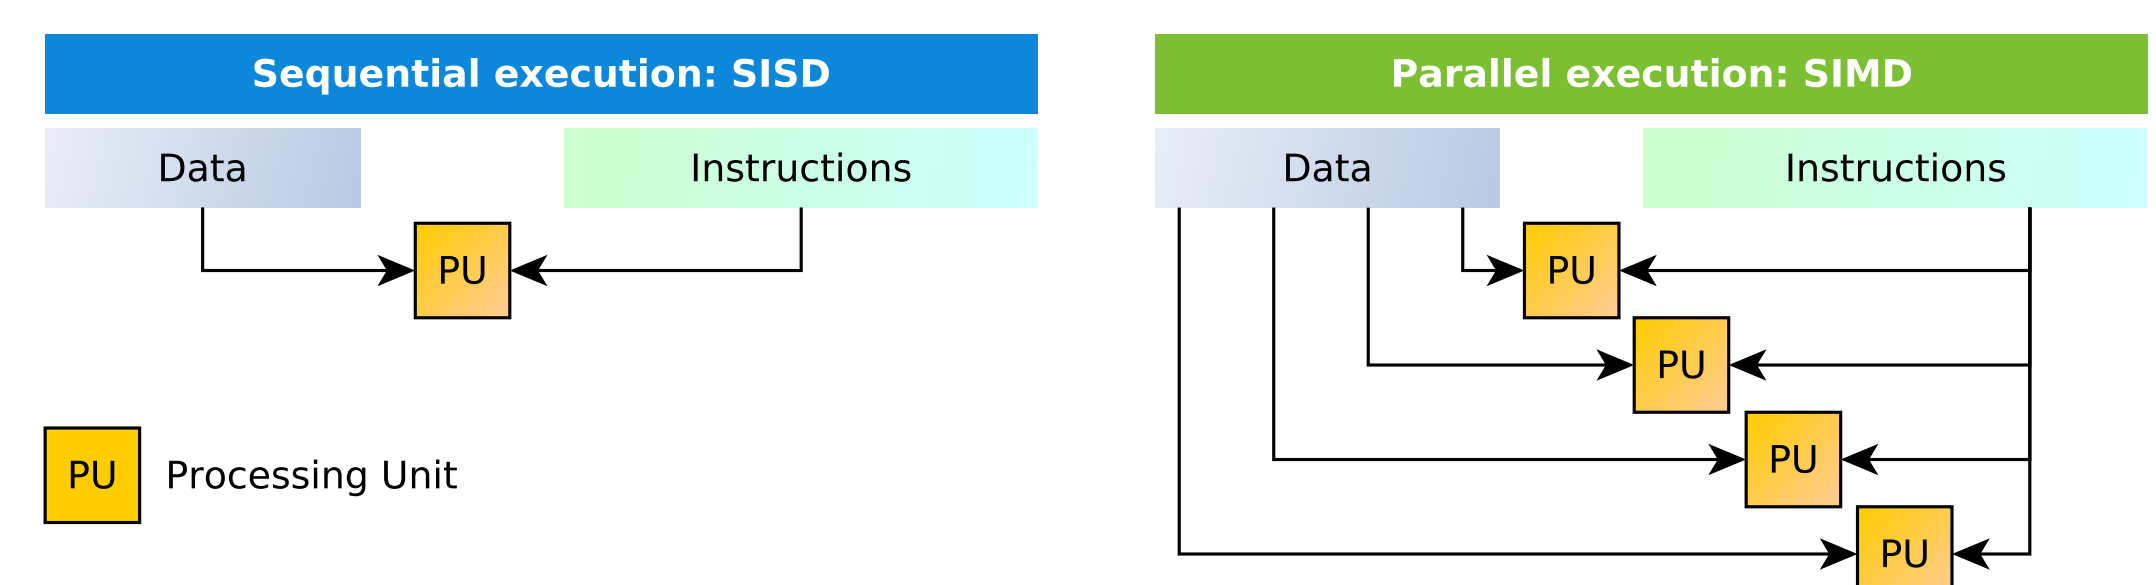 Sequential execution: SISD
Data
Instructions
PU
PU
Processing Unit
Parallel execution: SIMD
Data
Instructions
PU
PU
PU
PU